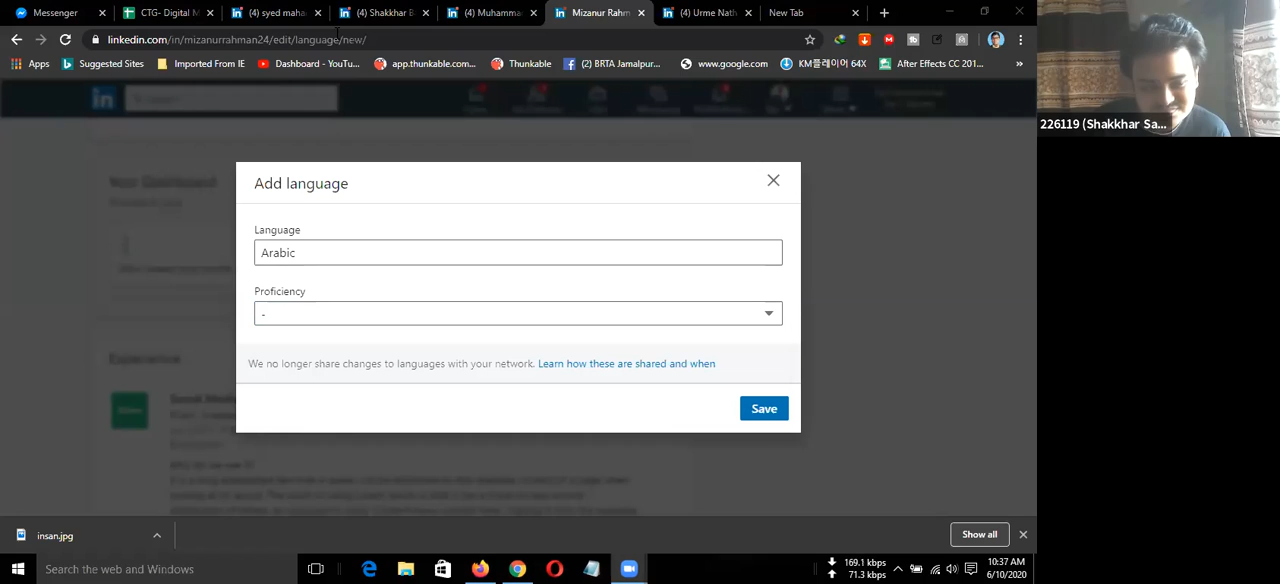 Messenger
CTG- Digital M
(4) syed maha
(4) Shakkhar B
(4) Muhamma
Mizanur Rahm
(4) Urme Nath
New Tab
linkedin.com/in/mizanurrahman24/edit/language/new/
Apps
Suggested Sites
Imported From IE
Dashboard - YouTu...
app.thunkable.com...
Thunkable
(2) BRTA Jamalpur...
www.google.com
KM플레이어 64X
After Effects CC 201...
»
226119 (Shakkhar Sa...
Add language
Language
Arabic
Proficiency
-
We no longer share changes to languages with your network. Learn how these are shared and when
Save
Experience
insan.jpg
Show all
Search the web and Windows
169.1 kbps
71.3 kbps
10:37 AM
6/10/2020